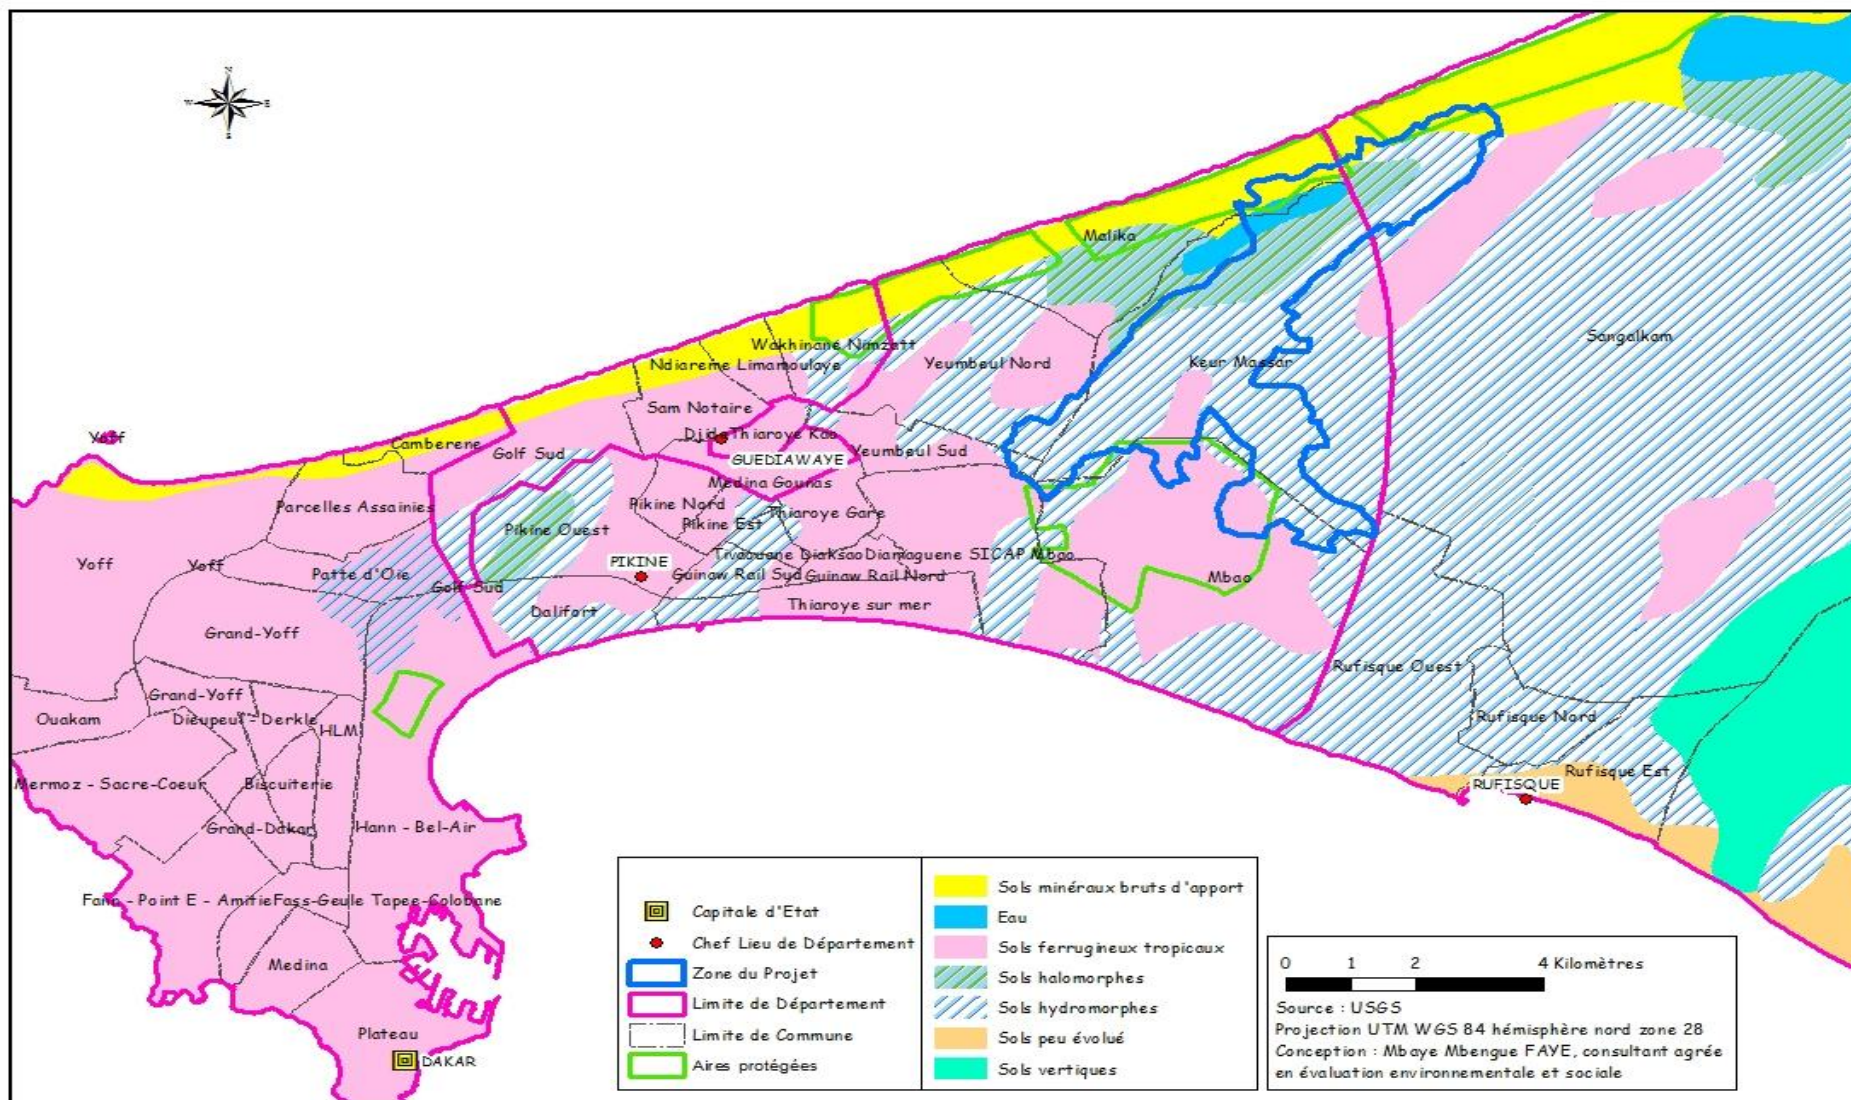 N
W
E
S
Malika
Sangalkam
Wakhinane Nimzatt
Ndiareme Limamoulaye
Yeumbeul Nord
Keur Massar
Sam Notaire
Yoff
Camberene
Djida Thiaroye Kao
Golf Sud
Yeumbeul Sud
GUEDIAWAYE
Medina Gounas
Parcelles Assainies
Pikine Nord
Thiaroye Gare
Pikine Est
Pikine Ouest
Yoff
Yoff
Tivaouane Diaksao
Diamaguene SICAP Mbao
PIKINE
Patte d'Oie
Guinaw Rail Sud
Guinaw Rail Nord
Mbao
Golf Sud
Dalifort
Thiaroye sur mer
Grand-Yoff
Rufisque Ouest
Grand-Yoff
Ouakam
Dieupeul - Derkle
HLM
Rufisque Nord
Rufisque Est
Mermoz - Sacre-Coeur
Biscuiterie
RUFISQUE
Grand-Dakar
Hann - Bel-Air
Fann - Point E - Amitie
Fass-Geule Tapee-Colobane
Medina
Plateau
DAKAR
Capitale d'Etat
Chef Lieu de Département
Zone du Projet
Limite de Département
Limite de Commune
Aires protégées
Sols minéraux bruts d'apport
Eau
Sols ferrugineux tropicaux
Sols halomorphes
Sols hydromorphes
Sols peu évolué
Sols vertiques
0 1 2 4 Kilomètres
Source : USGS
Projection UTM WGS 84 hémisphère nord zone 28
Conception : Mbaye Mbengue FAYE, consultant agrée
en évaluation environnementale et sociale